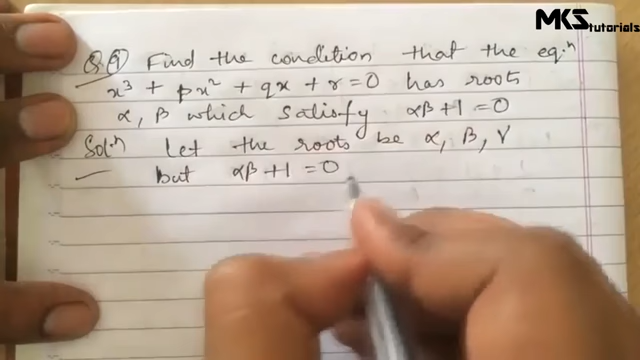 MKS tutorials
Q.9) Find the condition that the eq.n
x³ + px² + qx + r = 0 has roots
α, β which satisfy αβ + 1 = 0
Sol.n Let the roots be α, β, γ
but αβ + 1 = 0